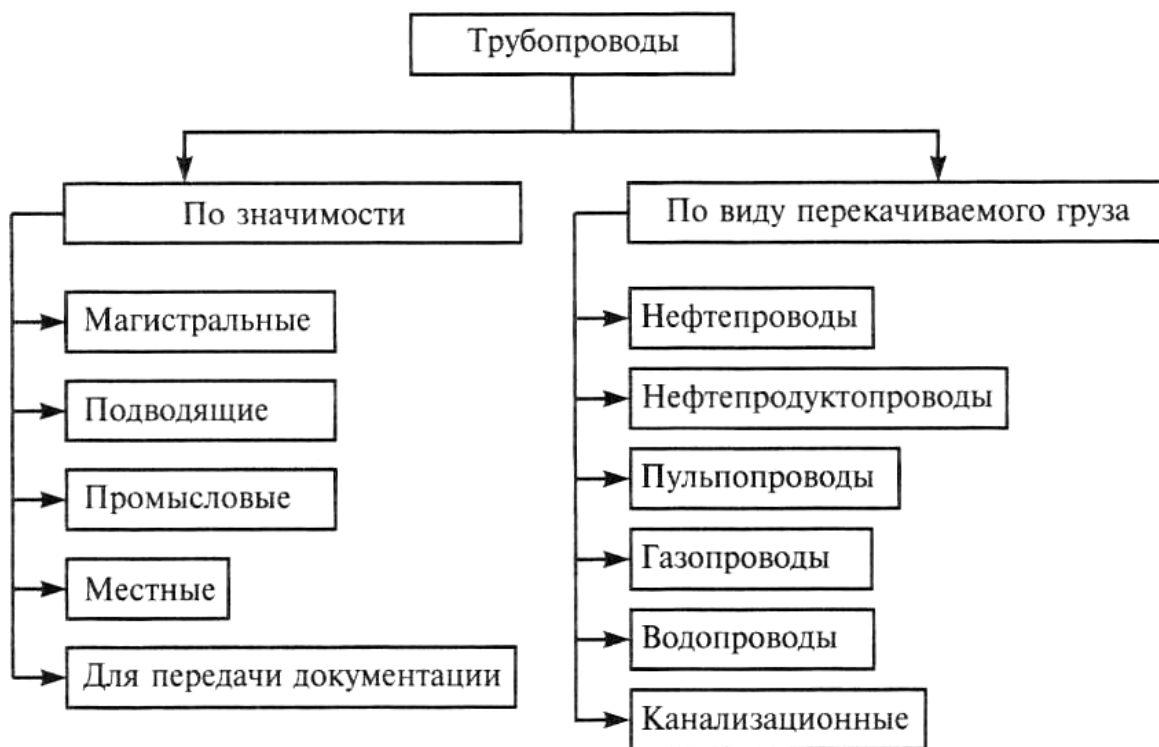 Трубопроводы
По значимости
Магистральные
Подводящие
Промысловые
Местные
Для передачи документации
По виду перекачиваемого груза
Нефтепроводы
Нефтепродуктопроводы
Пульпопроводы
Газопроводы
Водопроводы
Канализационные